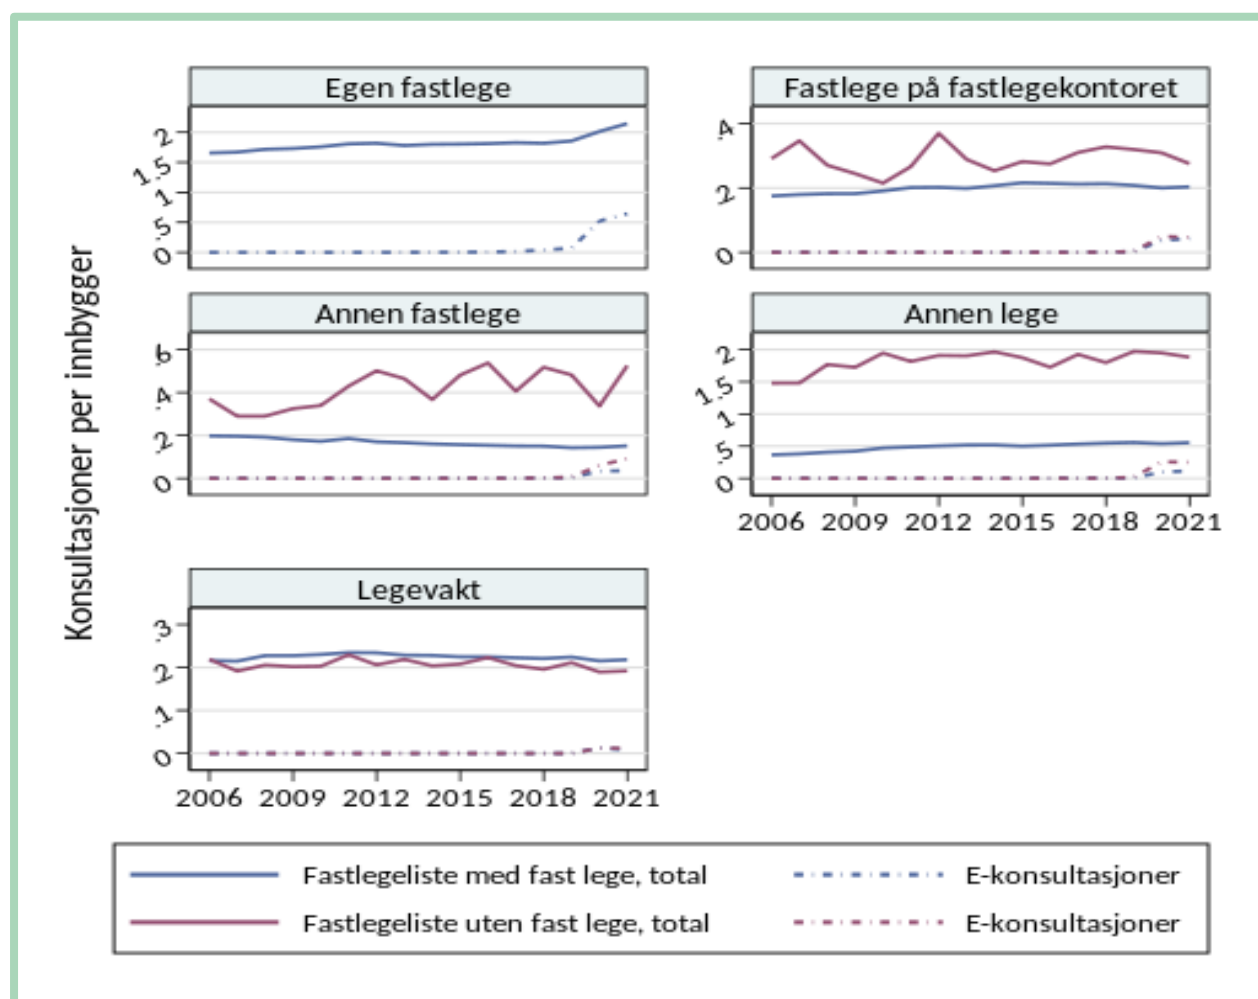 Konsultasjoner per innbygger
Egen fastlege
2
1.5
1
.5
0
Fastlege på fastlegekontoret
.4
.2
0
Annen fastlege
.6
.4
.2
0
Annen lege
2
1.5
1
.5
0
2006 2009 2012 2015 2018 2021
Legevakt
.3
.2
.1
0
2006 2009 2012 2015 2018 2021
Fastlegeliste med fast lege, total E-konsultasjoner
Fastlegeliste uten fast lege, total E-konsultasjoner